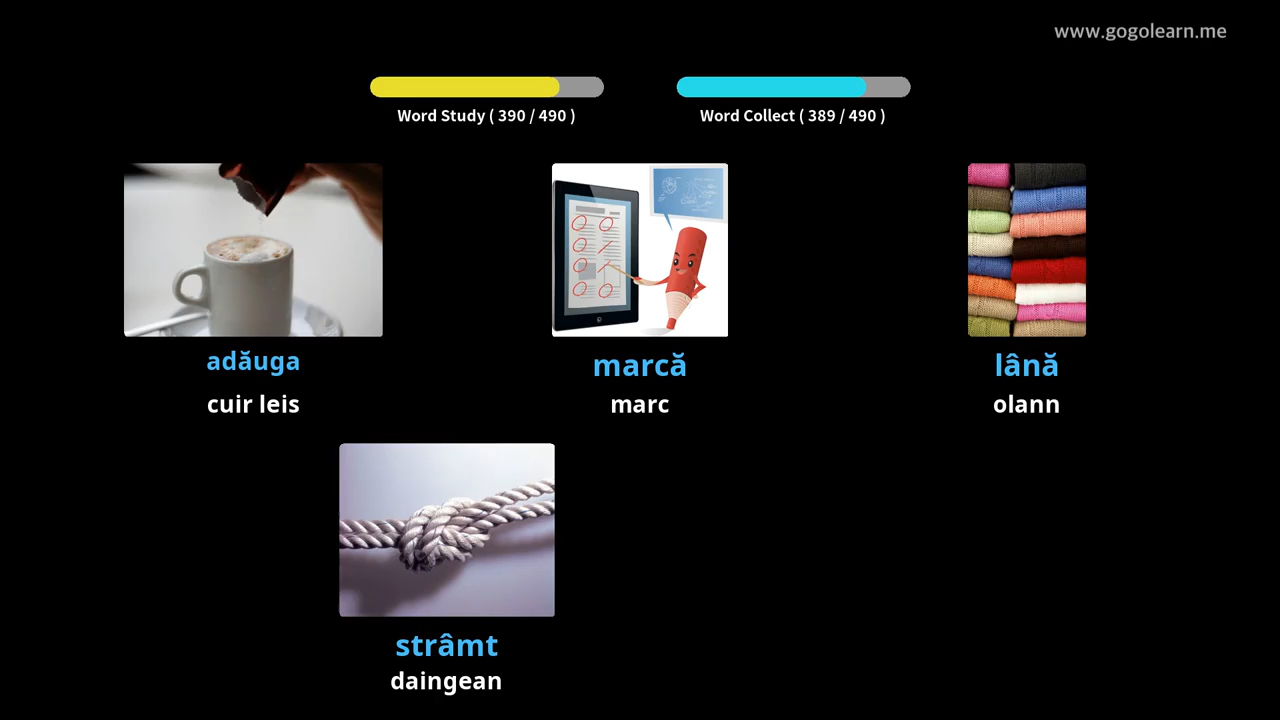 www.gogolearn.me
Word Study ( 390 / 490 )
Word Collect ( 389 / 490 )
adăuga
cuir leis
marcă
marc
lână
olann
strâmt
daingean